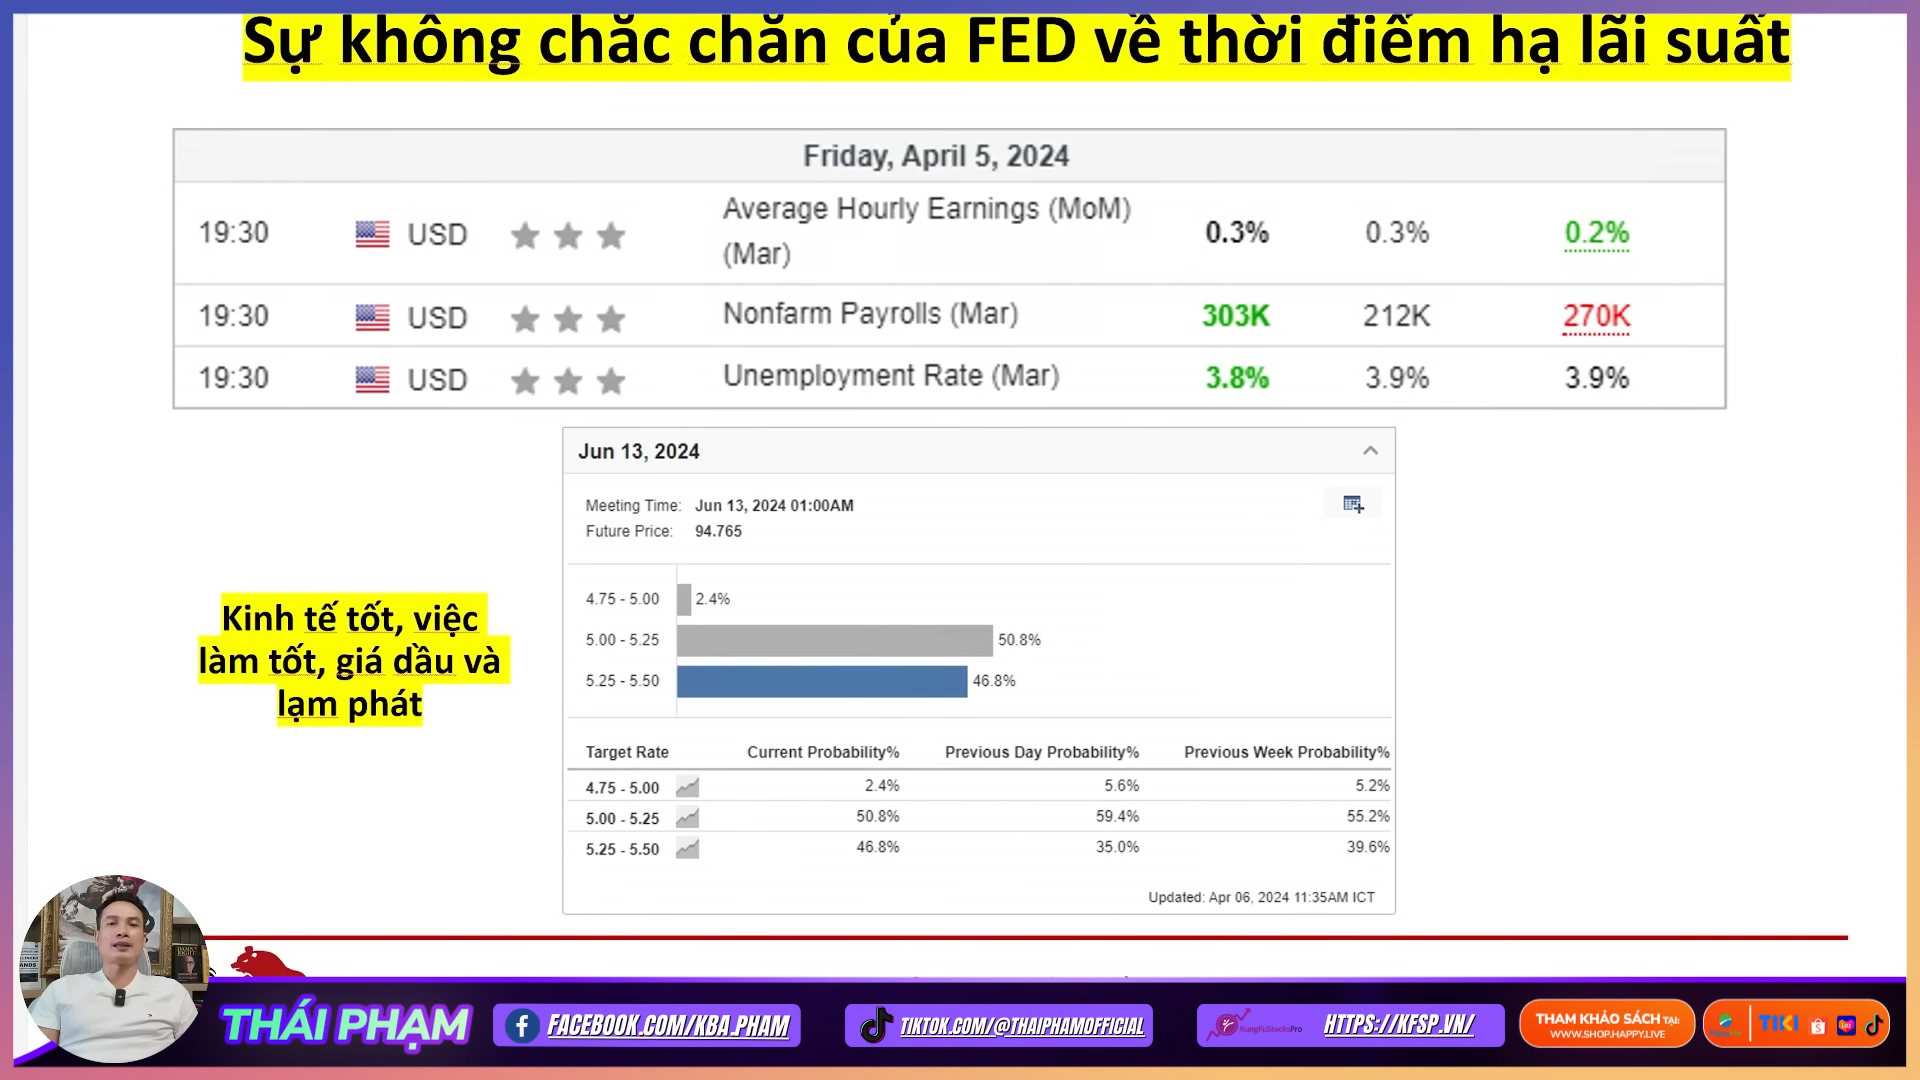 Sự không chắc chắn của FED về thời điểm hạ lãi suất
Friday, April 5, 2024
19:30 USD Average Hourly Earnings (MoM) (Mar) 0.3% 0.3% 0.2%
19:30 USD Nonfarm Payrolls (Mar) 303K 212K 270K
19:30 USD Unemployment Rate (Mar) 3.8% 3.9% 3.9%
Jun 13, 2024
Meeting Time: Jun 13, 2024 01:00AM
Future Price: 94.765
4.75 - 5.00 2.4%
5.00 - 5.25 50.8%
5.25 - 5.50 46.8%
Target Rate Current Probability% Previous Day Probability% Previous Week Probability%
4.75 - 5.00 2.4% 5.6% 5.2%
5.00 - 5.25 50.8% 59.4% 55.2%
5.25 - 5.50 46.8% 35.0% 39.6%
Updated: Apr 06, 2024 11:35AM ICT
Kinh tế tốt, việc
làm tốt, giá dầu và
lạm phát
THÁI PHẠM
FACEBOOK.COM/KBA.PHAM
TIKTOK.COM/@THAIPHAMOFFICIAL
KungFuStocksPro
HTTPS://KFSP.VN/
THAM KHẢO SÁCH TẠI:
WWW.SHOP.HAPPY.LIVE
TIKI